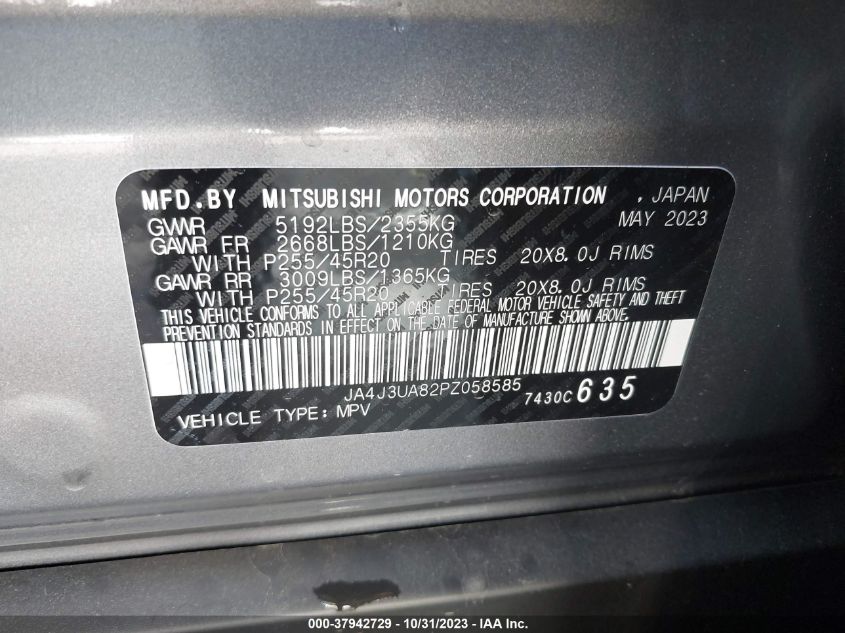 MFD.BY MITSUBISHI MOTORS CORPORATION , JAPAN
GVWR 5192LBS/2355KG MAY 2023
GAWR FR 2668LBS/1210KG
WITH P255/45R20 TIRES 20X8.0J RIMS
GAWR RR 3009LBS/1365KG
WITH P255/45R20 TIRES 20X8.0J RIMS
THIS VEHICLE CONFORMS TO ALL APPLICABLE FEDERAL MOTOR VEHICLE SAFETY AND THEFT
PREVENTION STANDARDS IN EFFECT ON THE DATE OF MANUFACTURE SHOWN ABOVE.
JA4J3UA82PZ058585
7430C635
VEHICLE TYPE: MPV
000-37942729 - 10/31/2023 - IAA Inc.